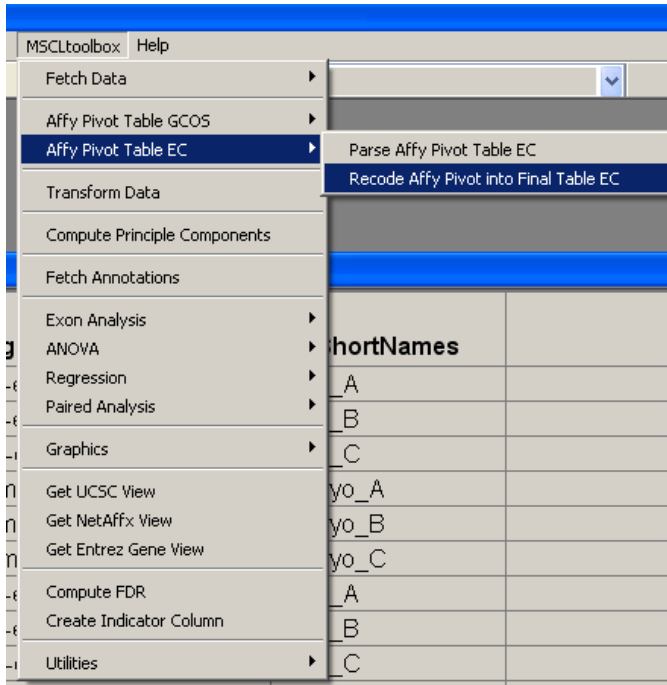 MSCLtoolbox Help
Fetch Data
Affy Pivot Table GCOS
Affy Pivot Table EC
Parse Affy Pivot Table EC
Recode Affy Pivot into Final Table EC
Transform Data
Compute Principle Components
Fetch Annotations
Exon Analysis
ANOVA
hortNames
Regression
_A
Paired Analysis
_B
Graphics
_C
Get UCSC View
yo_A
Get NetAffx View
yo_B
Get Entrez Gene View
yo_C
Compute FDR
_A
Create Indicator Column
_B
Utilities
_C